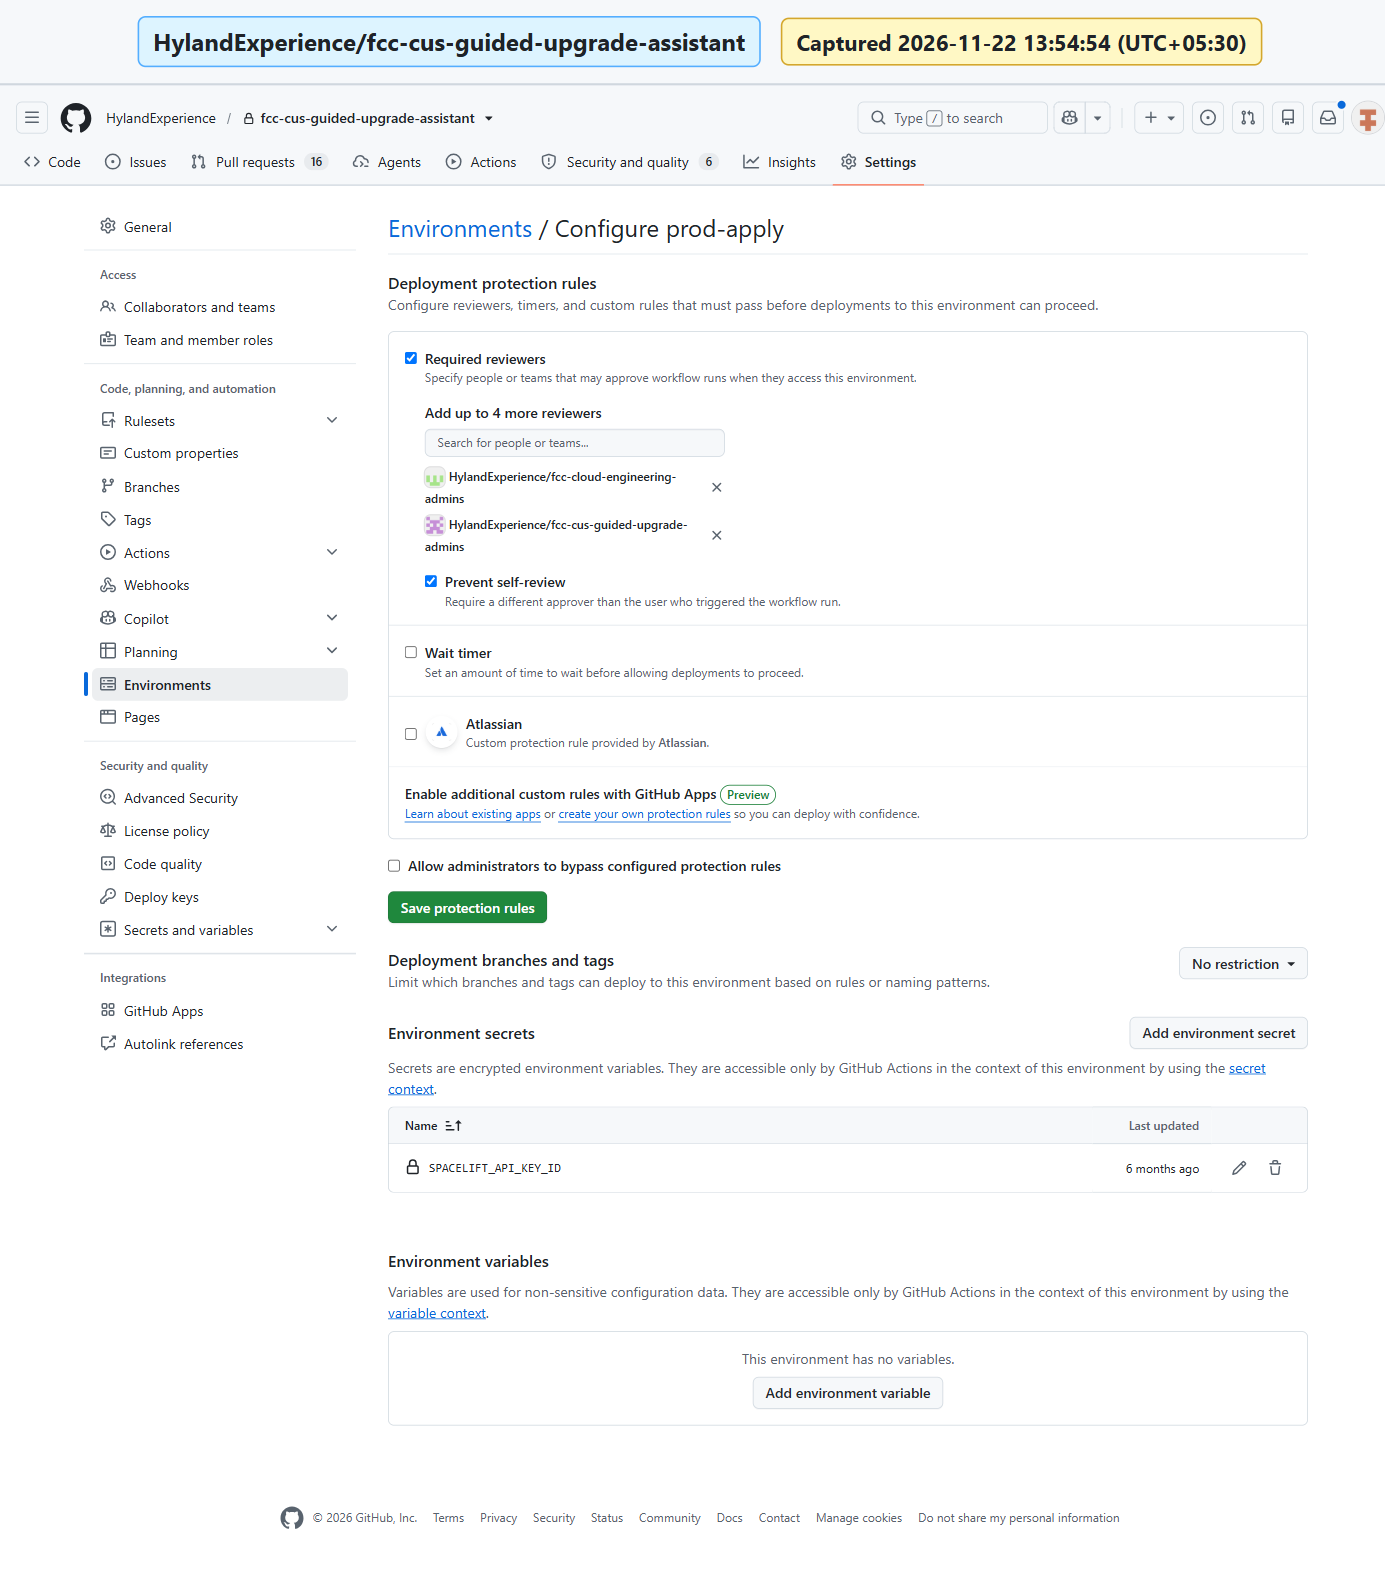 HylandExperience/fcc-cus-guided-upgrade-assistant
Captured 2026-11-22 13:54:54 (UTC+05:30)
HylandExperience / fcc-cus-guided-upgrade-assistant
Type / to search
Code
Issues
Pull requests 16
Agents
Actions
Security and quality 6
Insights
Settings
General
Access
Collaborators and teams
Team and member roles
Code, planning, and automation
Rulesets
Custom properties
Branches
Tags
Actions
Webhooks
Copilot
Planning
Environments
Pages
Security and quality
Advanced Security
License policy
Code quality
Deploy keys
Secrets and variables
Integrations
GitHub Apps
Autolink references
Environments / Configure prod-apply
Deployment protection rules
Configure reviewers, timers, and custom rules that must pass before deployments to this environment can proceed.
Required reviewers
Specify people or teams that may approve workflow runs when they access this environment.
Add up to 4 more reviewers
Search for people or teams...
HylandExperience/fcc-cloud-engineering-
admins
HylandExperience/fcc-cus-guided-upgrade-
admins
Prevent self-review
Require a different approver than the user who triggered the workflow run.
Wait timer
Set an amount of time to wait before allowing deployments to proceed.
Atlassian
Custom protection rule provided by Atlassian.
Enable additional custom rules with GitHub Apps Preview
Learn about existing apps or create your own protection rules so you can deploy with confidence.
Allow administrators to bypass configured protection rules
Save protection rules
Deployment branches and tags
Limit which branches and tags can deploy to this environment based on rules or naming patterns.
No restriction
Environment secrets
Add environment secret
Secrets are encrypted environment variables. They are accessible only by GitHub Actions in the context of this environment by using the secret
context.
Name
Last updated
SPACELIFT_API_KEY_ID
6 months ago
Environment variables
Variables are used for non-sensitive configuration data. They are accessible only by GitHub Actions in the context of this environment by using the
variable context.
This environment has no variables.
Add environment variable
© 2026 GitHub, Inc.
Terms
Privacy
Security
Status
Community
Docs
Contact
Manage cookies
Do not share my personal information